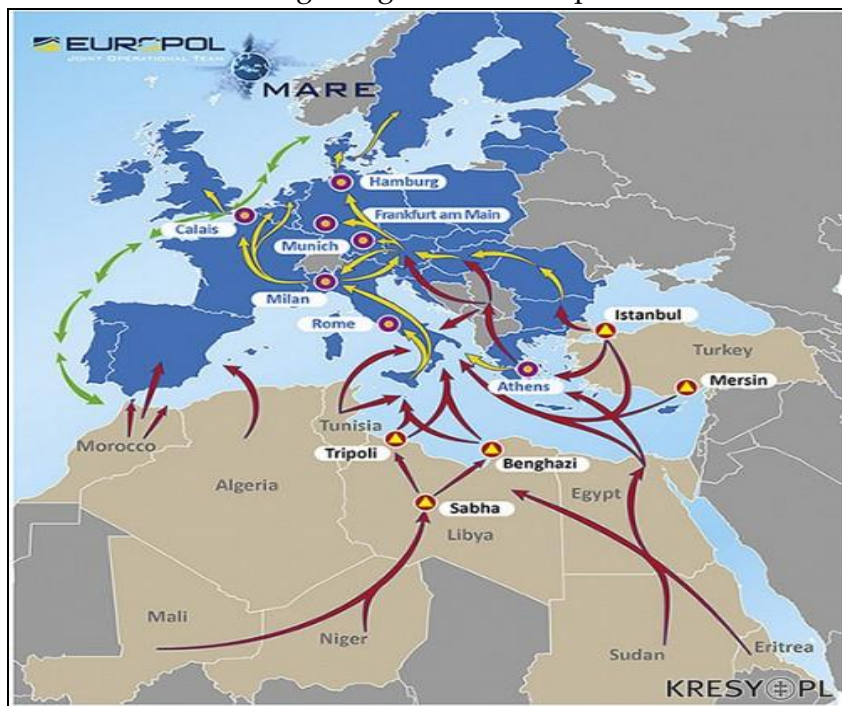 EUROPOL
JOINT OPERATIONAL TEAM
MARE
Hamburg
Frankfurt am Main
Calais
Munich
Milan
Rome
Istanbul
Turkey
Athens
Mersin
Morocco
Tunisia
Tripoli
Benghazi
Algeria
Egypt
Sabha
Libya
Mali
Niger
Sudan
Eritrea
KRESY PL